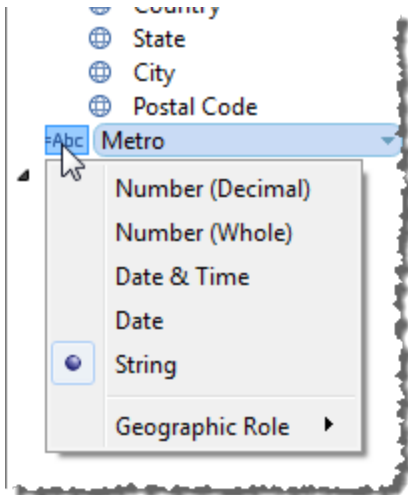 Country
State
City
Postal Code
=Abc Metro
Number (Decimal)
Number (Whole)
Date & Time
Date
String
Geographic Role